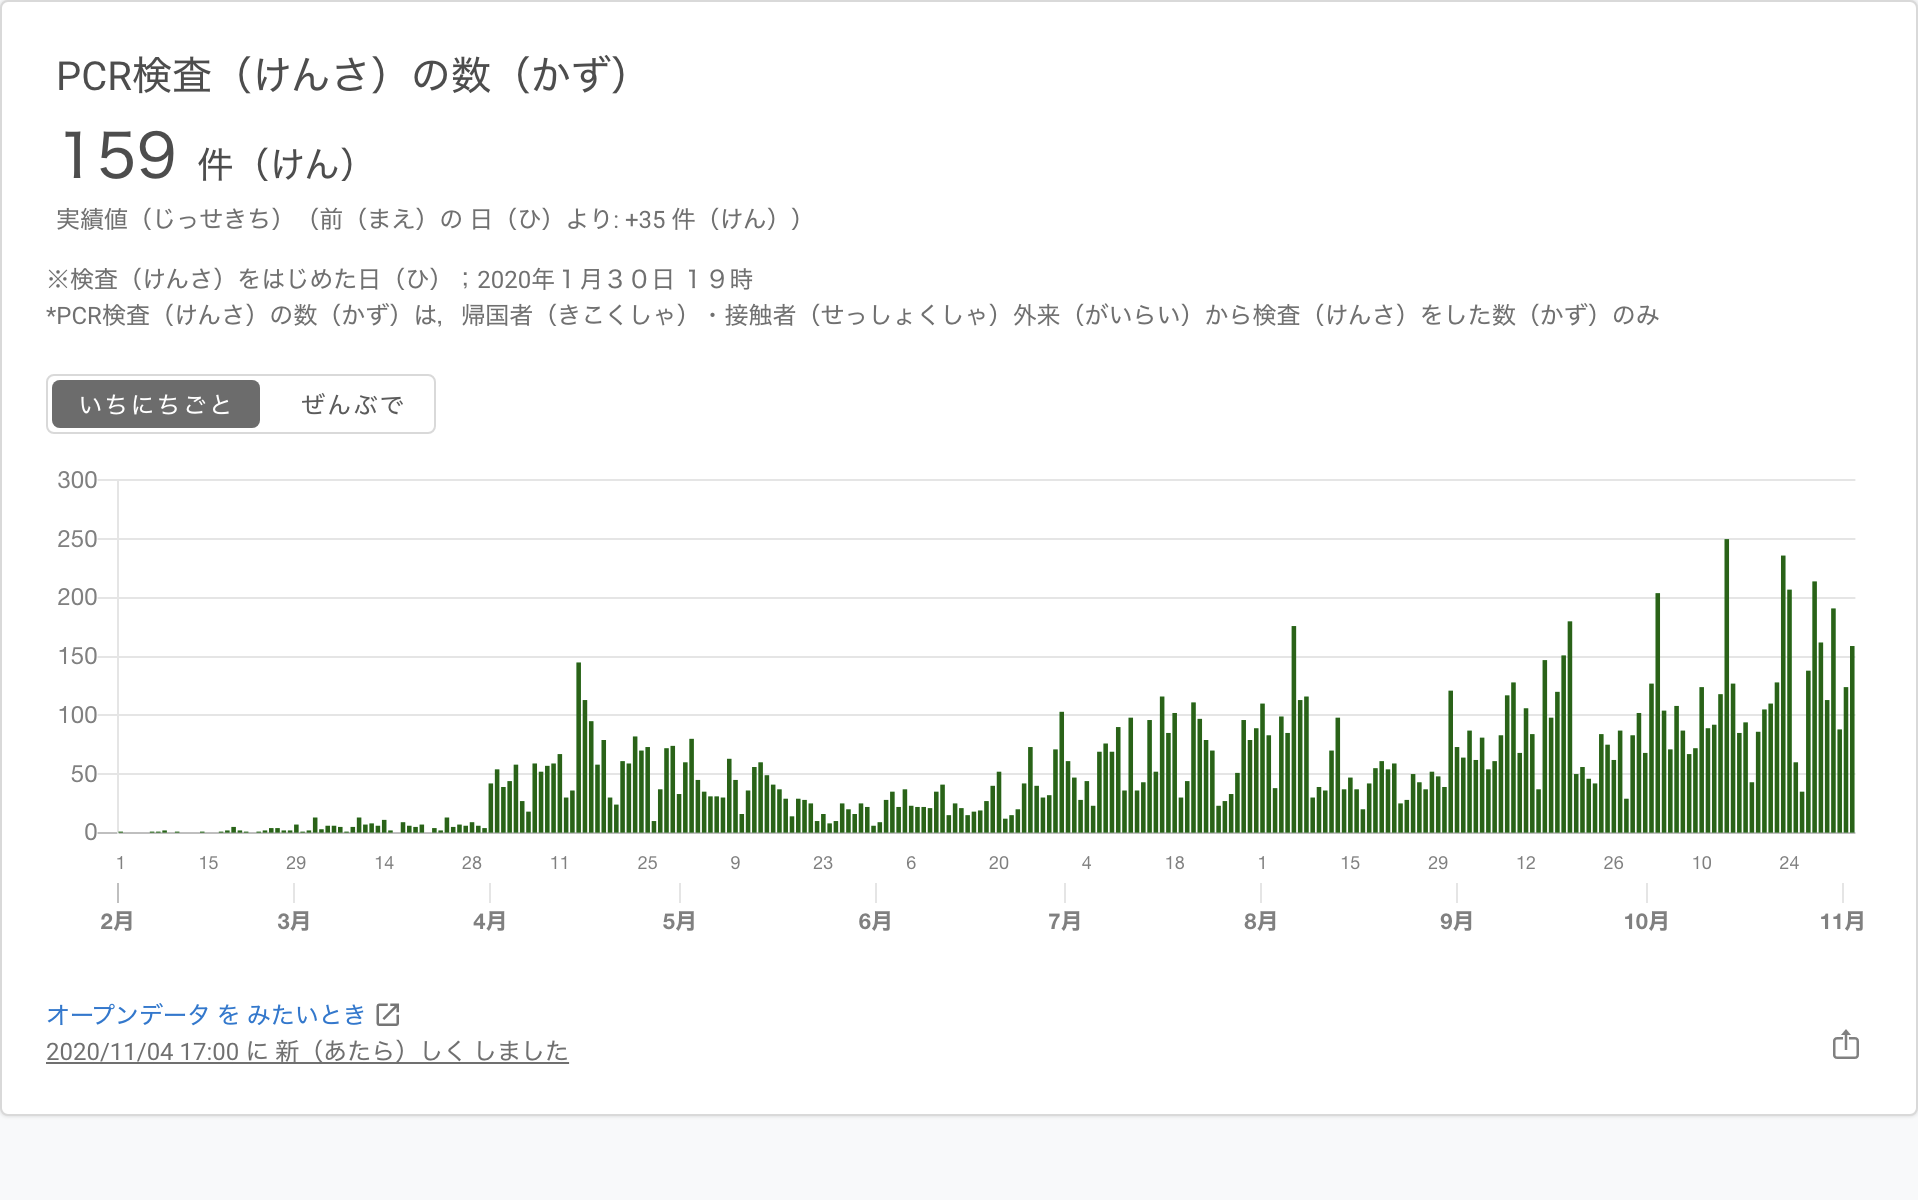 PCR検査（けんさ）の数（かず）
159 件（けん）
実績値（じっせきち）（前（まえ）の 日（ひ）より: +35 件（けん））
※検査（けんさ）をはじめた日（ひ）；2020年１月３０日 １９時
*PCR検査（けんさ）の数（かず）は，帰国者（きこくしゃ）・接触者（せっしょくしゃ）外来（がいらい）から検査（けんさ）をした数（かず）のみ
いちにちごと ぜんぶで
300
250
200
150
100
50
0
1 15 29 14 28 11 25 9 23 6 20 4 18 1 15 29 12 26 10 24
2月 3月 4月 5月 6月 7月 8月 9月 10月 11月
オープンデータ を みたいとき
2020/11/04 17:00 に 新（あたら）しく しました